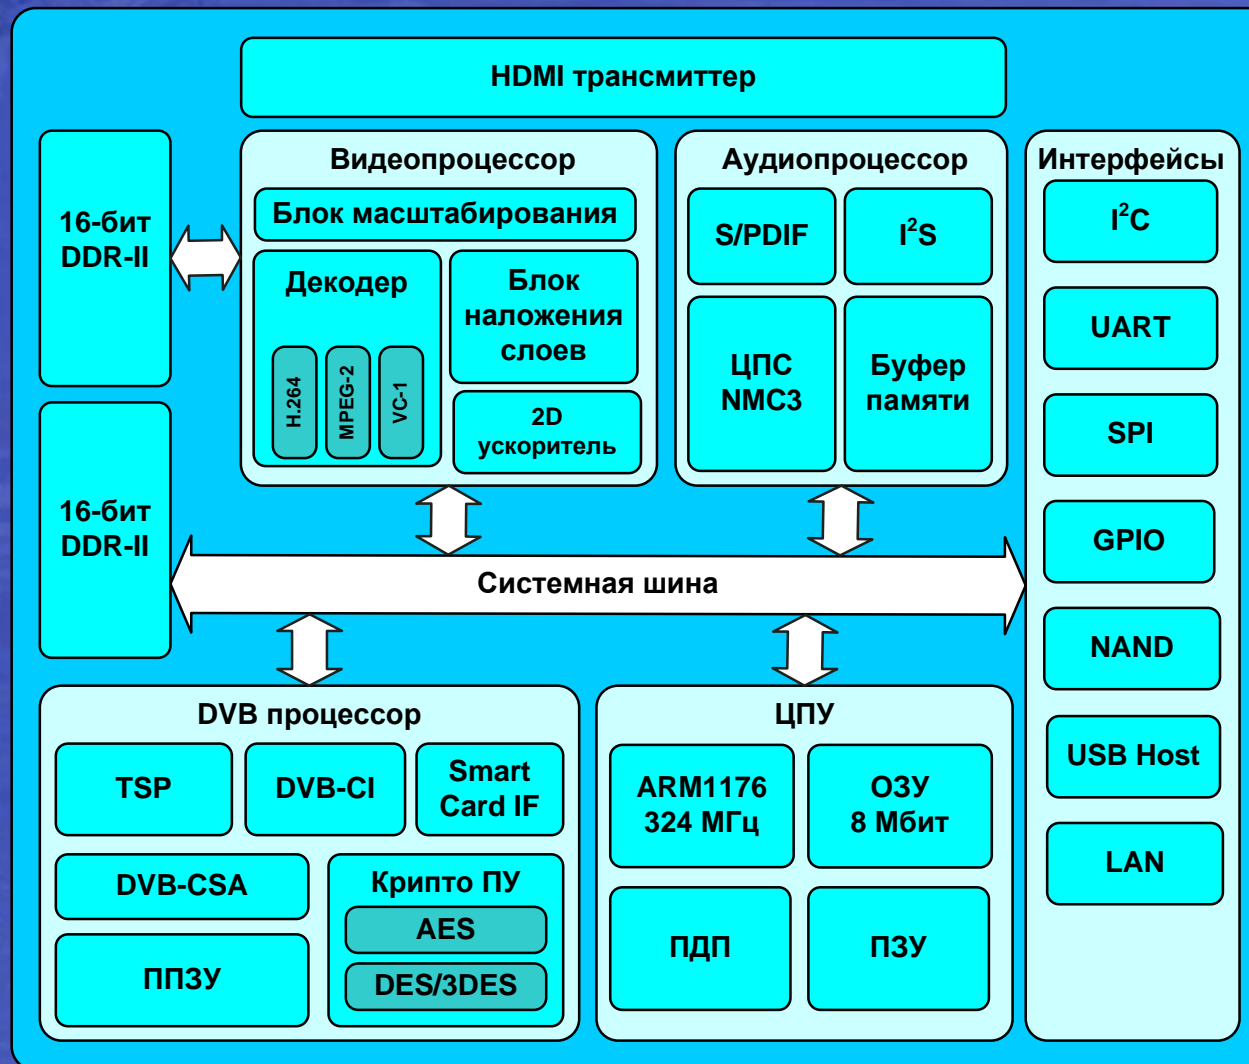 HDMI трансмиттер
16-бит
DDR-II
16-бит
DDR-II
Видеопроцессор
Блок масштабирования
Декодер
H.264
MPEG-2
VC-1
Блок
наложения
слоев
2D
ускоритель
Аудиопроцессор
S/PDIF
I²S
ЦПС
NMC3
Буфер
памяти
Интерфейсы
I²C
UART
SPI
GPIO
NAND
USB Host
LAN
Системная шина
DVB процессор
TSP
DVB-CI
Smart
Card IF
DVB-CSA
ППЗУ
Крипто ПУ
AES
DES/3DES
ЦПУ
ARM1176
324 МГц
ОЗУ
8 Мбит
ПДП
ПЗУ